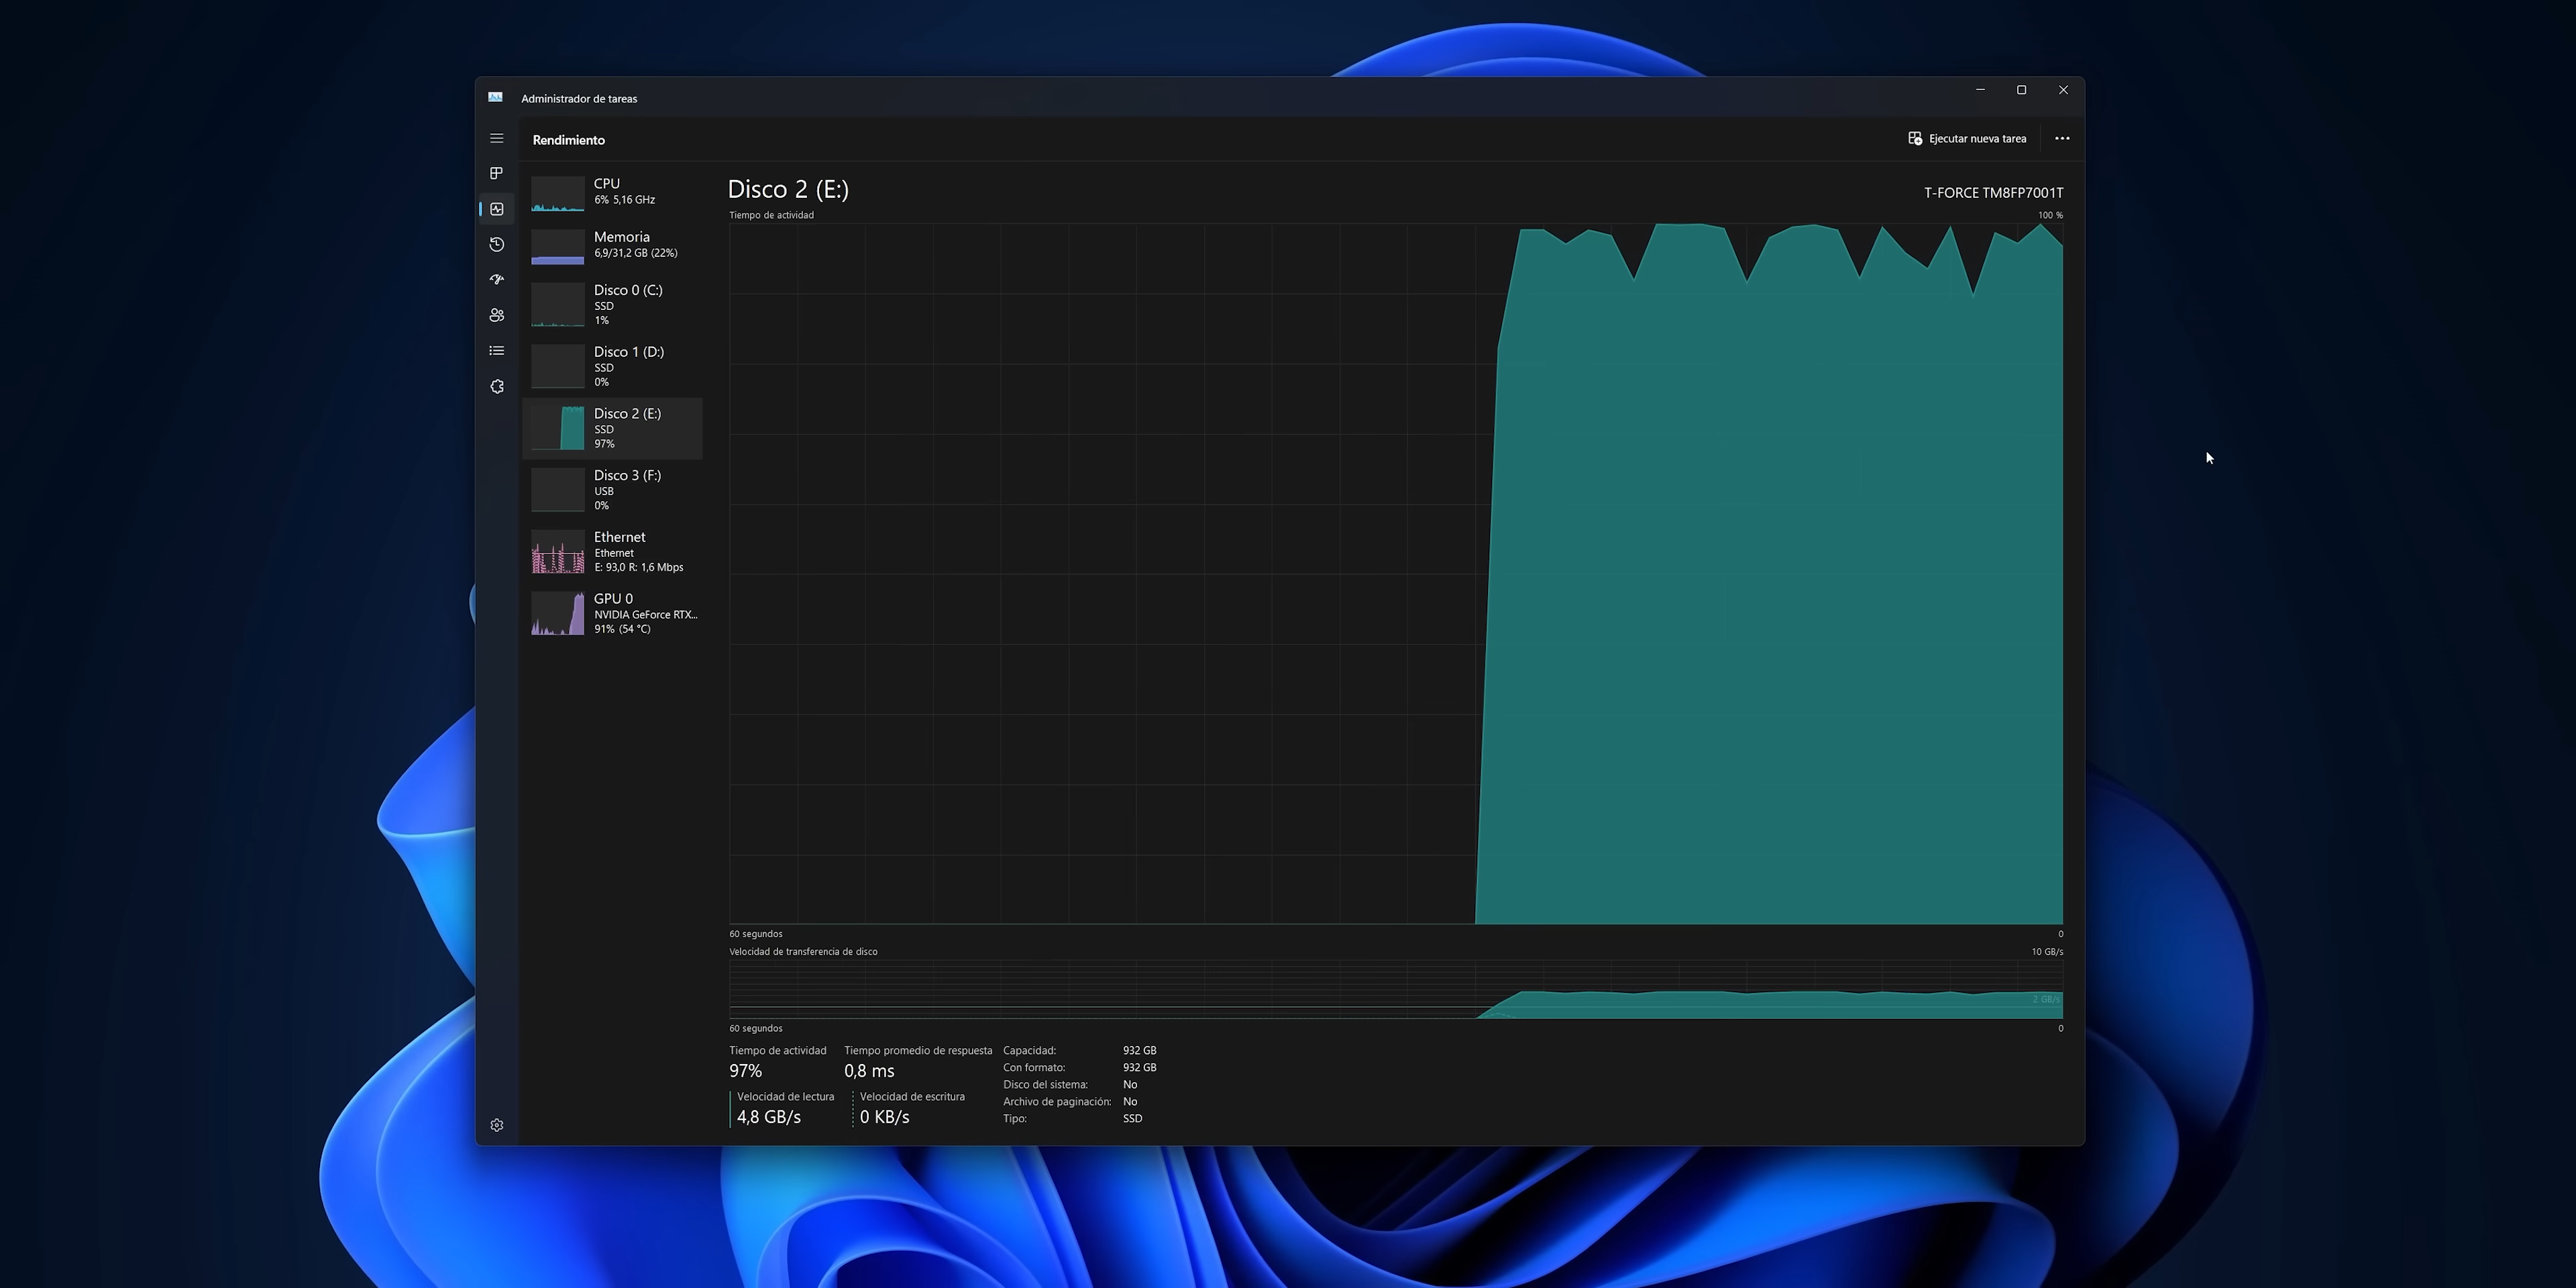 Administrador de tareas
Rendimiento
Ejecutar nueva tarea
CPU
6% 5,16 GHz
Memoria
6,9/31,2 GB (22%)
Disco 0 (C:)
SSD
1%
Disco 1 (D:)
SSD
0%
Disco 2 (E:)
SSD
97%
Disco 3 (F:)
USB
0%
Ethernet
Ethernet
E: 93,0 R: 1,6 Mbps
GPU 0
NVIDIA GeForce RTX...
91% (54 °C)
Disco 2 (E:)
T-FORCE TM8FP7001T
Tiempo de actividad
100 %
60 segundos
0
Velocidad de transferencia de disco
10 GB/s
2 GB/s
60 segundos
0
Tiempo de actividad
97%
Tiempo promedio de respuesta
0,8 ms
Velocidad de lectura
4,8 GB/s
Velocidad de escritura
0 KB/s
Capacidad: 932 GB
Con formato: 932 GB
Disco del sistema: No
Archivo de paginación: No
Tipo: SSD